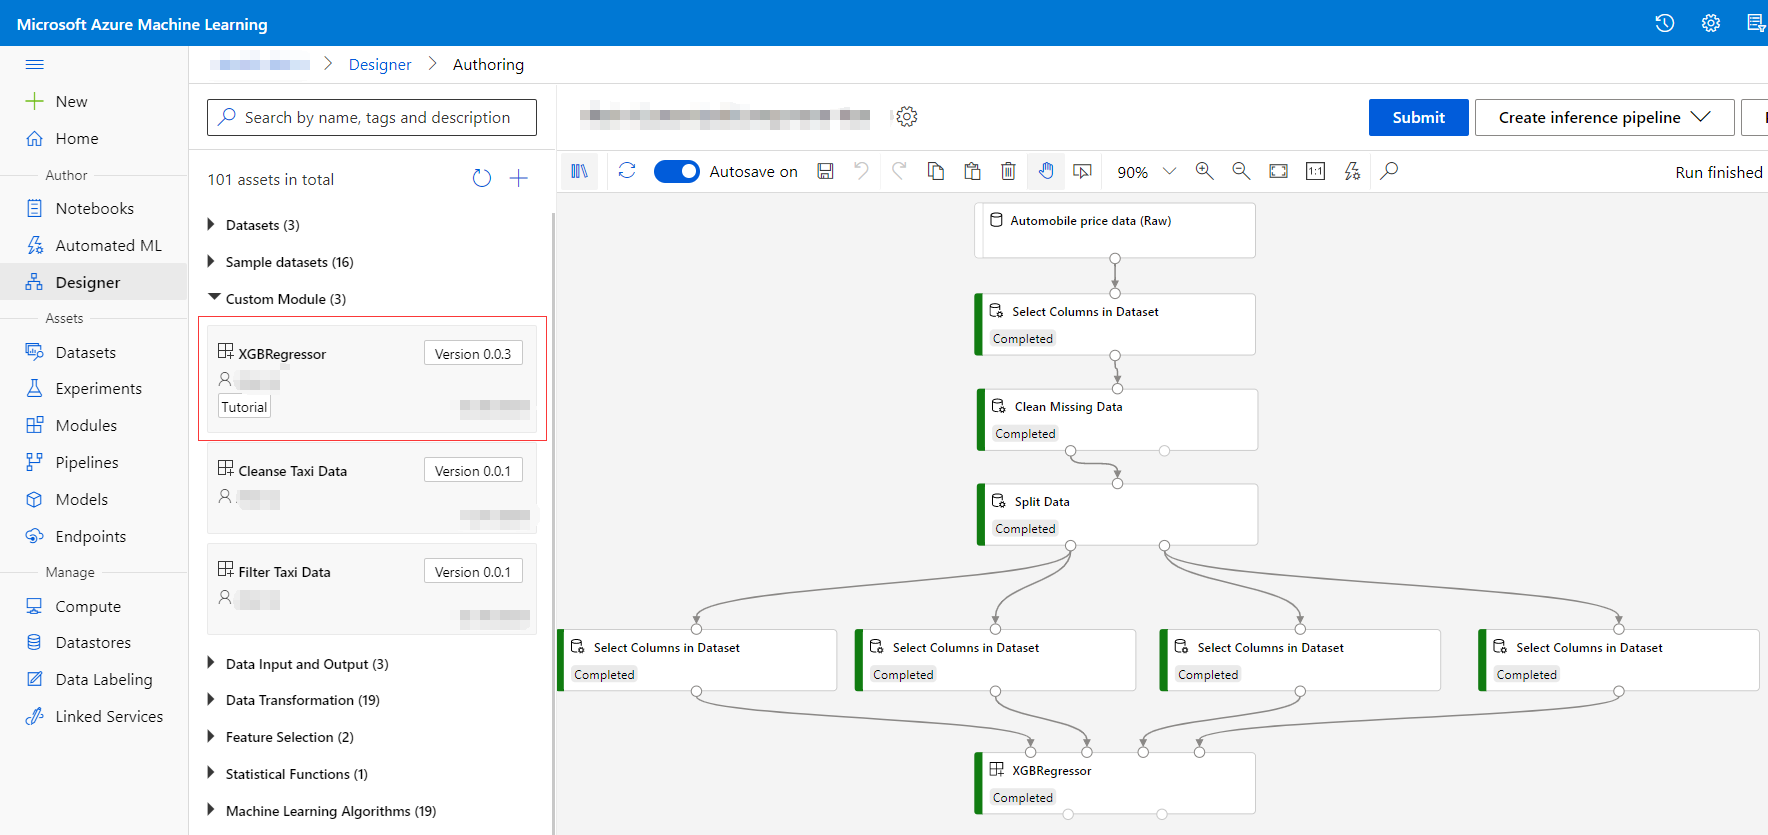 Microsoft Azure Machine Learning
Designer
Authoring
New
Home
Author
Notebooks
Automated ML
Designer
Assets
Datasets
Experiments
Modules
Pipelines
Models
Endpoints
Manage
Compute
Datastores
Data Labeling
Linked Services
Search by name, tags and description
101 assets in total
Datasets (3)
Sample datasets (16)
Custom Module (3)
XGBRegressor
Version 0.0.3
Tutorial
Cleanse Taxi Data
Version 0.0.1
Filter Taxi Data
Version 0.0.1
Data Input and Output (3)
Data Transformation (19)
Feature Selection (2)
Statistical Functions (1)
Machine Learning Algorithms (19)
Submit
Create inference pipeline
Autosave on
90%
1:1
Run finished
Automobile price data (Raw)
Select Columns in Dataset
Completed
Clean Missing Data
Completed
Split Data
Completed
Select Columns in Dataset
Completed
Select Columns in Dataset
Completed
Select Columns in Dataset
Completed
Select Columns in Dataset
Completed
XGBRegressor
Completed